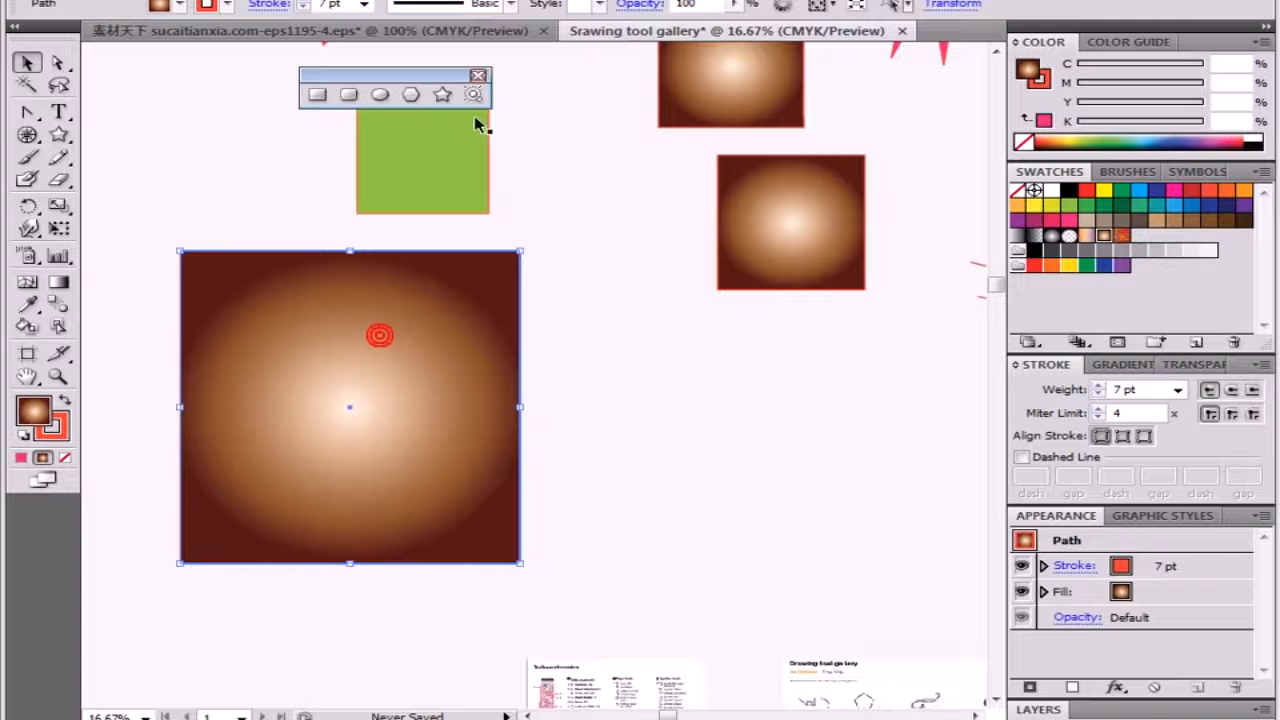 Path Stroke: 7 pt Basic Style: Opacity: 100 % Transform
素材天下 sucaitianxia.com-eps1195-4.eps* @ 100% (CMYK/Preview)
Srawing tool gallery* @ 16.67% (CMYK/Preview)
COLOR COLOR GUIDE
C %
M %
Y %
K %
SWATCHES BRUSHES SYMBOLS
STROKE GRADIENT TRANSPAR
Weight: 7 pt
Miter Limit: 4 x
Align Stroke:
Dashed Line
dash gap dash gap dash gap
APPEARANCE GRAPHIC STYLES
Path
Stroke: 7 pt
Fill:
Opacity: Default
LAYERS
Drawing tool gallery
16.67% 1 Never Saved